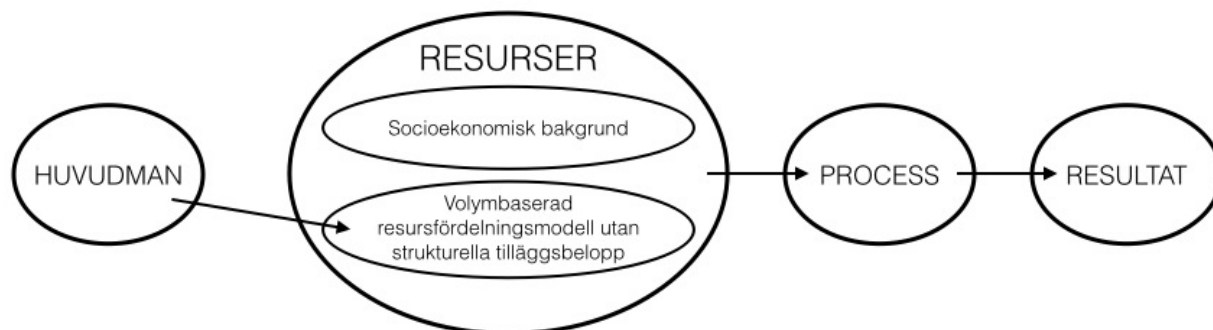 RESURSER
Socioekonomisk bakgrund
HUVUDMAN
PROCESS
RESULTAT
Volymbaserad
resursfördelningsmodell utan
strukturella tilläggsbelopp